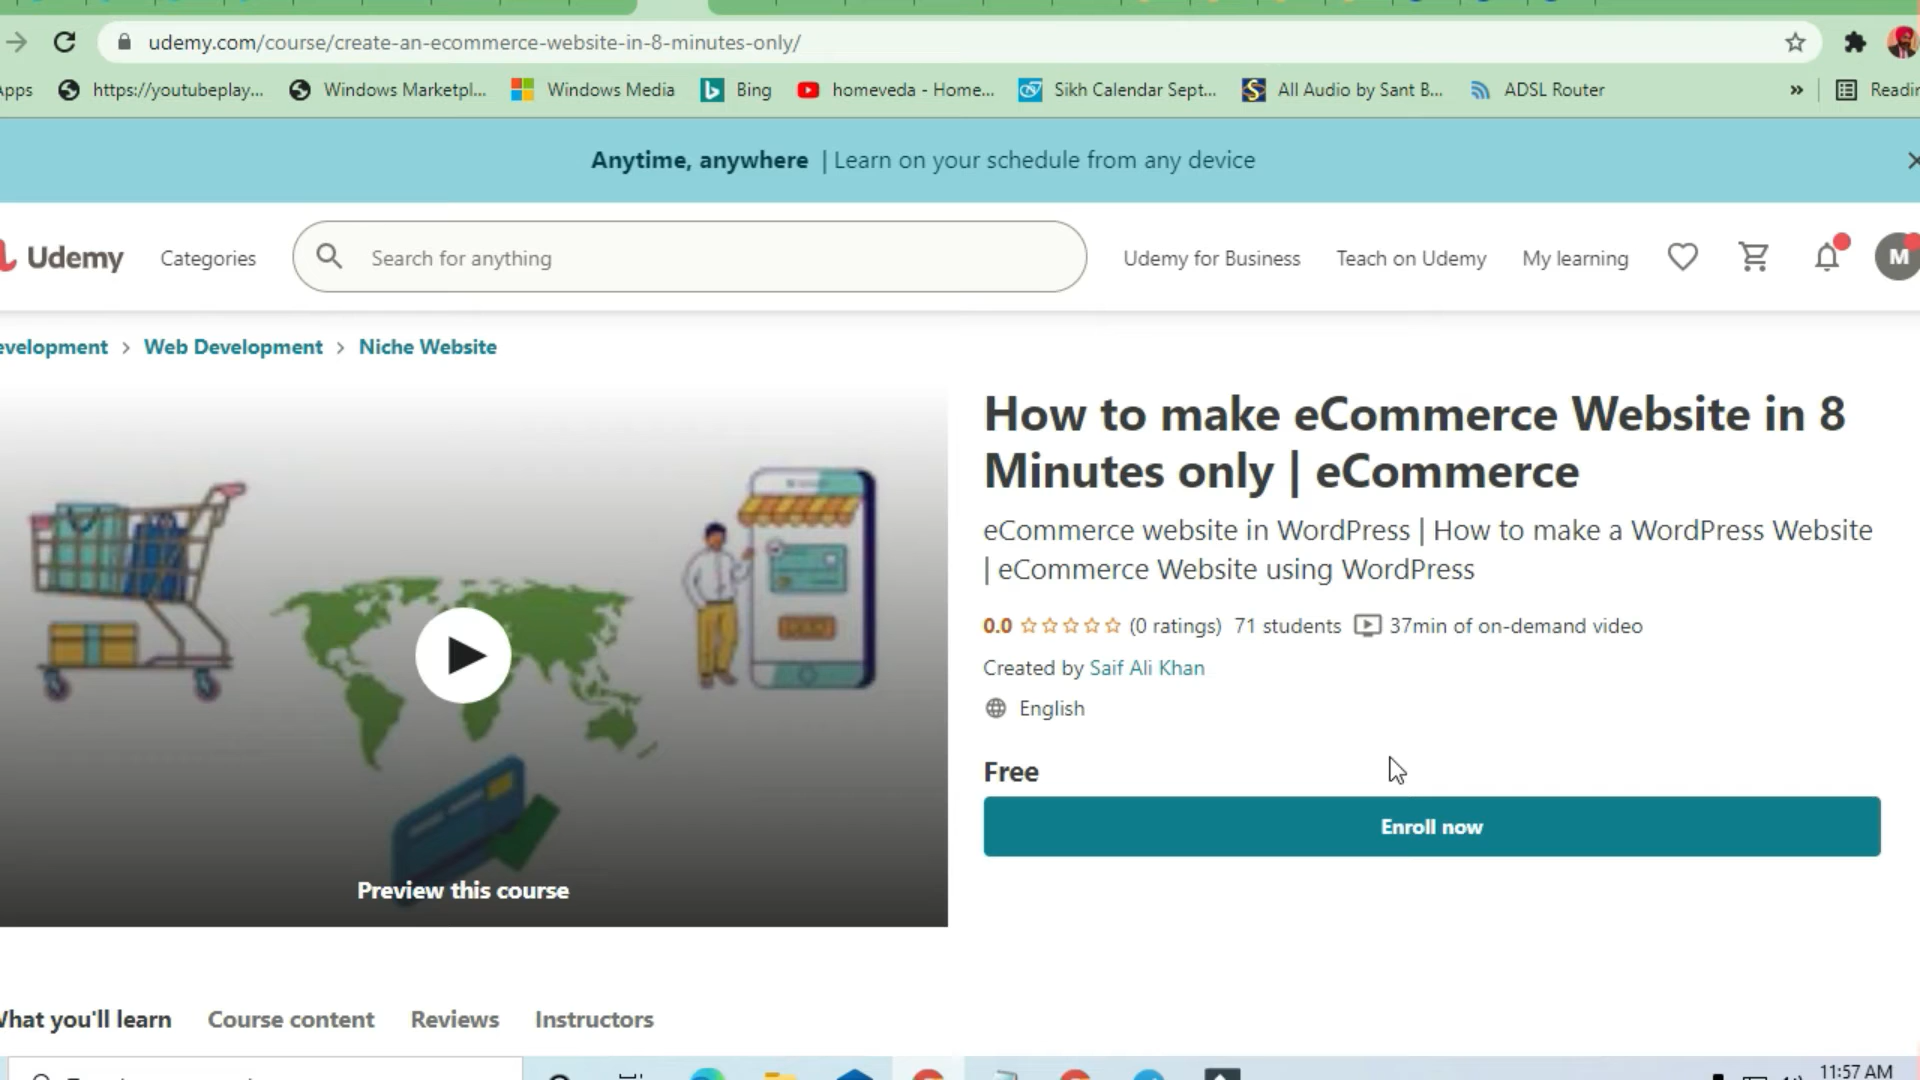 udemy.com/course/create-an-ecommerce-website-in-8-minutes-only/
https://youtubeplay... Windows Marketpl... Windows Media Bing homeveda - Home... Sikh Calendar Sept... All Audio by Sant B... ADSL Router »
Anytime, anywhere | Learn on your schedule from any device
Udemy Categories Search for anything Udemy for Business Teach on Udemy My learning M
Web Development > Niche Website
How to make eCommerce Website in 8
Minutes only | eCommerce
eCommerce website in WordPress | How to make a WordPress Website
| eCommerce Website using WordPress
0.0 (0 ratings) 71 students 37min of on-demand video
Created by Saif Ali Khan
English
Free
Enroll now
Preview this course
What you'll learn Course content Reviews Instructors
11:57 AM